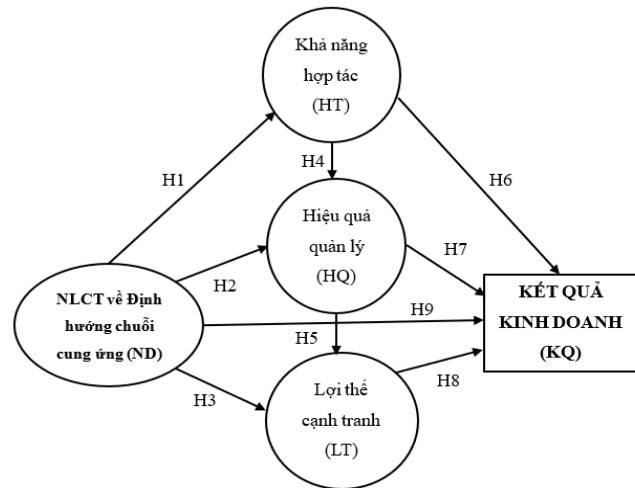 Khả năng
hợp tác
(HT)
H1
H4
H6
Hiệu quả
quản lý
(HQ)
H2
H7
NLCT về Định
hướng chuỗi
cung ứng (ND)
H9
KẾT QUẢ
KINH DOANH
(KQ)
H5
H3
Lợi thế
cạnh tranh
(LT)
H8